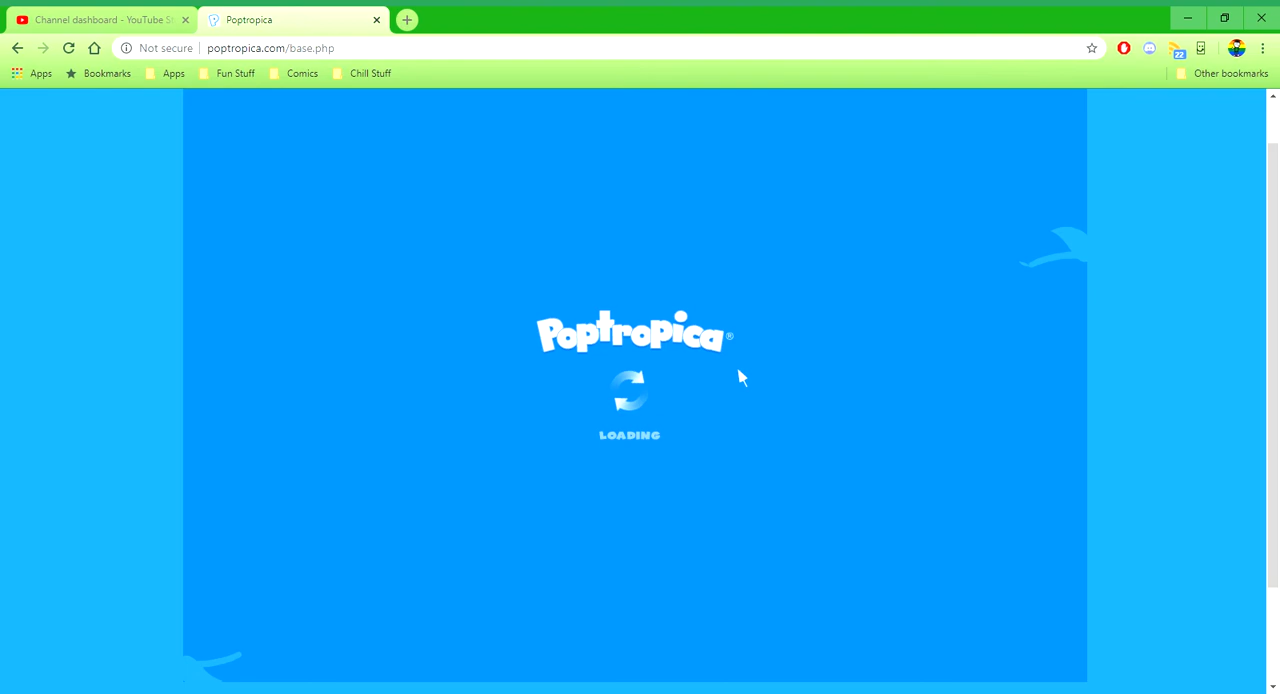 Channel dashboard - YouTube S
Poptropica
Not secure | poptropica.com/base.php
22
Apps Bookmarks Apps Fun Stuff Comics Chill Stuff Other bookmarks
Poptropica®
LOADING